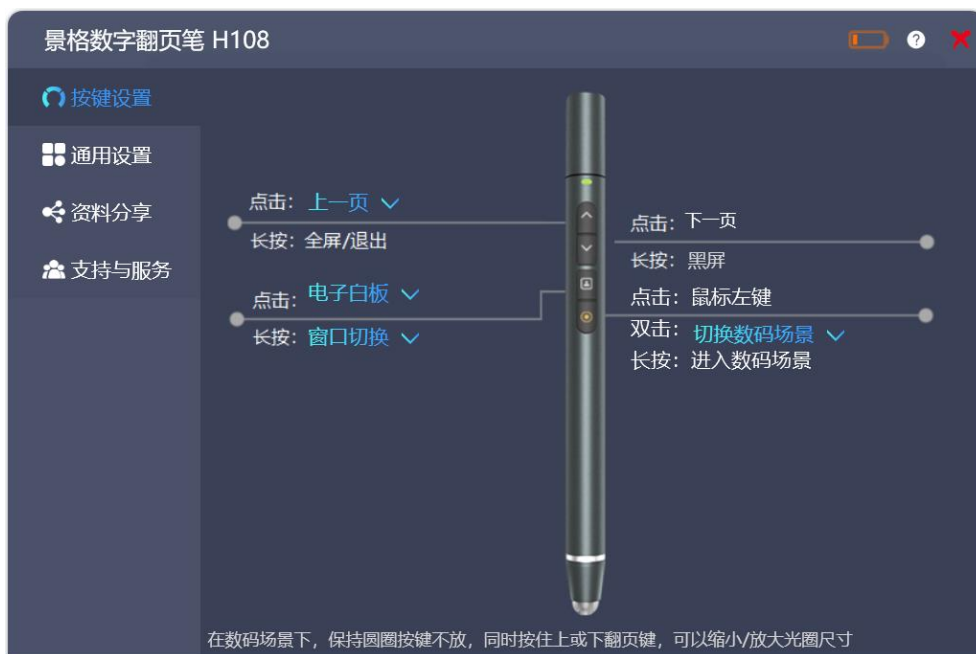 景格数字翻页笔 H108
按键设置
通用设置
资料分享
支持与服务
点击：上一页
长按：全屏/退出
点击：电子白板
长按：窗口切换
点击：下一页
长按：黑屏
点击：鼠标左键
双击：切换数码场景
长按：进入数码场景
在数码场景下，保持圆圈按键不放，同时按住上或下翻页键，可以缩小/放大光圈尺寸